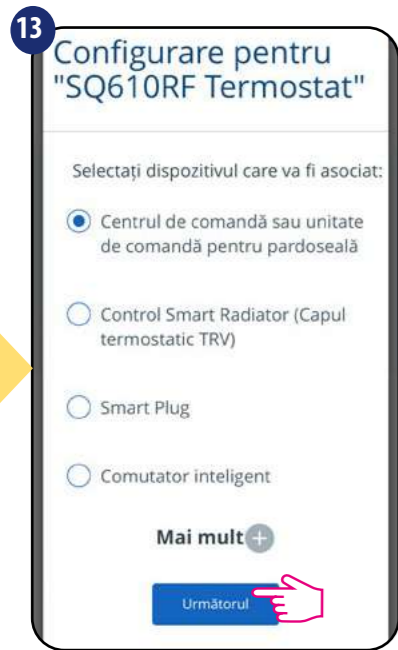 13
Configurare pentru
"SQ610RF Termostat"
Selectați dispozitivul care va fi asociat:
Centrul de comandă sau unitate
de comandă pentru pardoseală
Control Smart Radiator (Capul
termostatic TRV)
Smart Plug
Comutator inteligent
Mai mult
Următorul